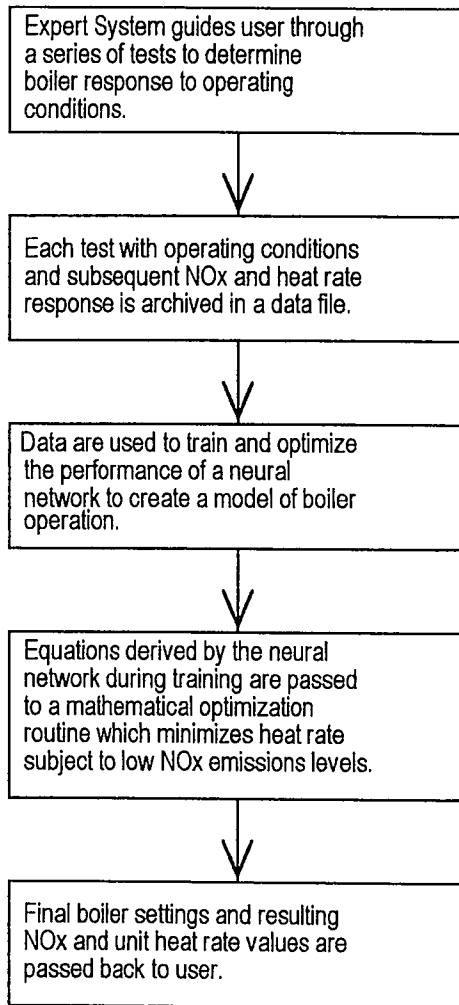 Expert System guides user through
a series of tests to determine
boiler response to operating
conditions.
Each test with operating conditions
and subsequent NOx and heat rate
response is archived in a data file.
Data are used to train and optimize
the performance of a neural
network to create a model of boiler
operation.
Equations derived by the neural
network during training are passed
to a mathematical optimization
routine which minimizes heat rate
subject to low NOx emissions levels.
Final boiler settings and resulting
NOx and unit heat rate values are
passed back to user.